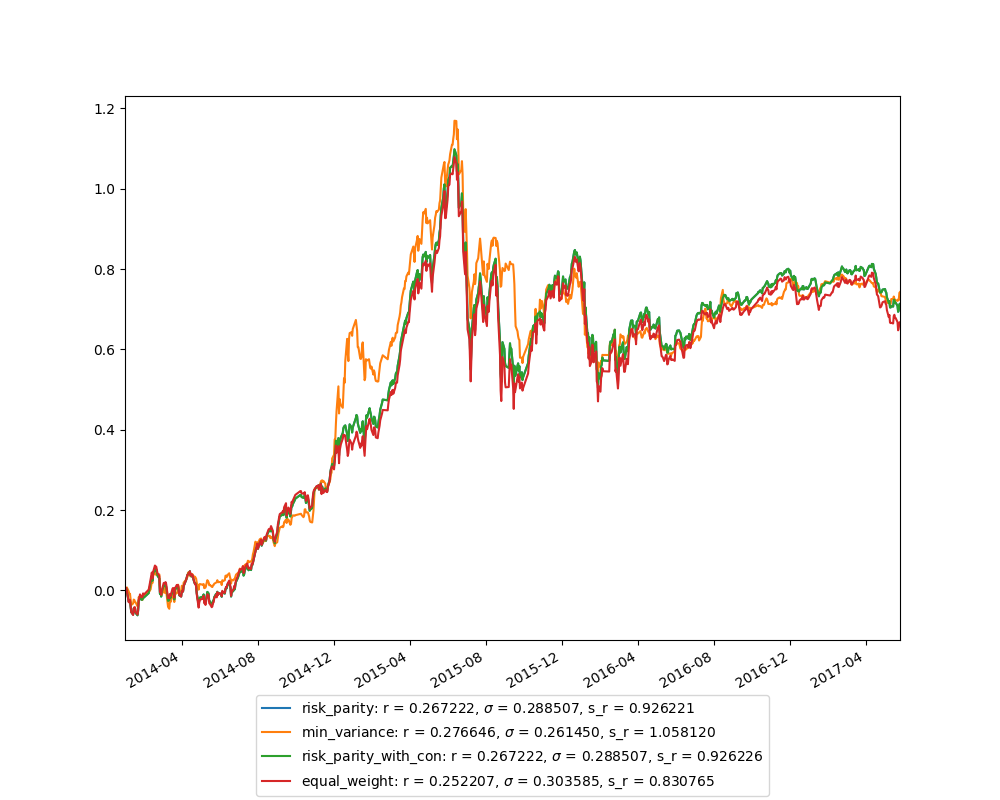 1.2
1.0
0.8
0.6
0.4
0.2
0.0
2014-04 2014-08 2014-12 2015-04 2015-08 2015-12 2016-04 2016-08 2016-12 2017-04
risk_parity: r = 0.267222, σ = 0.288507, s_r = 0.926221
min_variance: r = 0.276646, σ = 0.261450, s_r = 1.058120
risk_parity_with_con: r = 0.267222, σ = 0.288507, s_r = 0.926226
equal_weight: r = 0.252207, σ = 0.303585, s_r = 0.830765